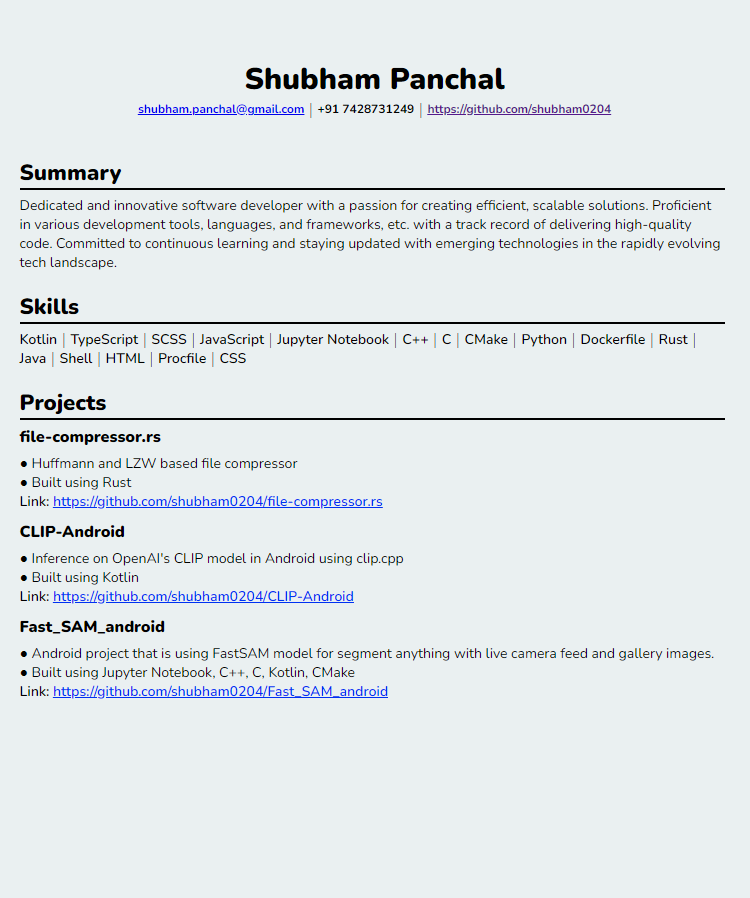 Shubham Panchal
shubham.panchal@gmail.com | +91 7428731249 | https://github.com/shubham0204
Summary
Dedicated and innovative software developer with a passion for creating efficient, scalable solutions. Proficient
in various development tools, languages, and frameworks, etc. with a track record of delivering high-quality
code. Committed to continuous learning and staying updated with emerging technologies in the rapidly evolving
tech landscape.
Skills
Kotlin | TypeScript | SCSS | JavaScript | Jupyter Notebook | C++ | C | CMake | Python | Dockerfile | Rust |
Java | Shell | HTML | Procfile | CSS
Projects
file-compressor.rs
● Huffmann and LZW based file compressor
● Built using Rust
Link: https://github.com/shubham0204/file-compressor.rs
CLIP-Android
● Inference on OpenAI's CLIP model in Android using clip.cpp
● Built using Kotlin
Link: https://github.com/shubham0204/CLIP-Android
Fast_SAM_android
● Android project that is using FastSAM model for segment anything with live camera feed and gallery images.
● Built using Jupyter Notebook, C++, C, Kotlin, CMake
Link: https://github.com/shubham0204/Fast_SAM_android